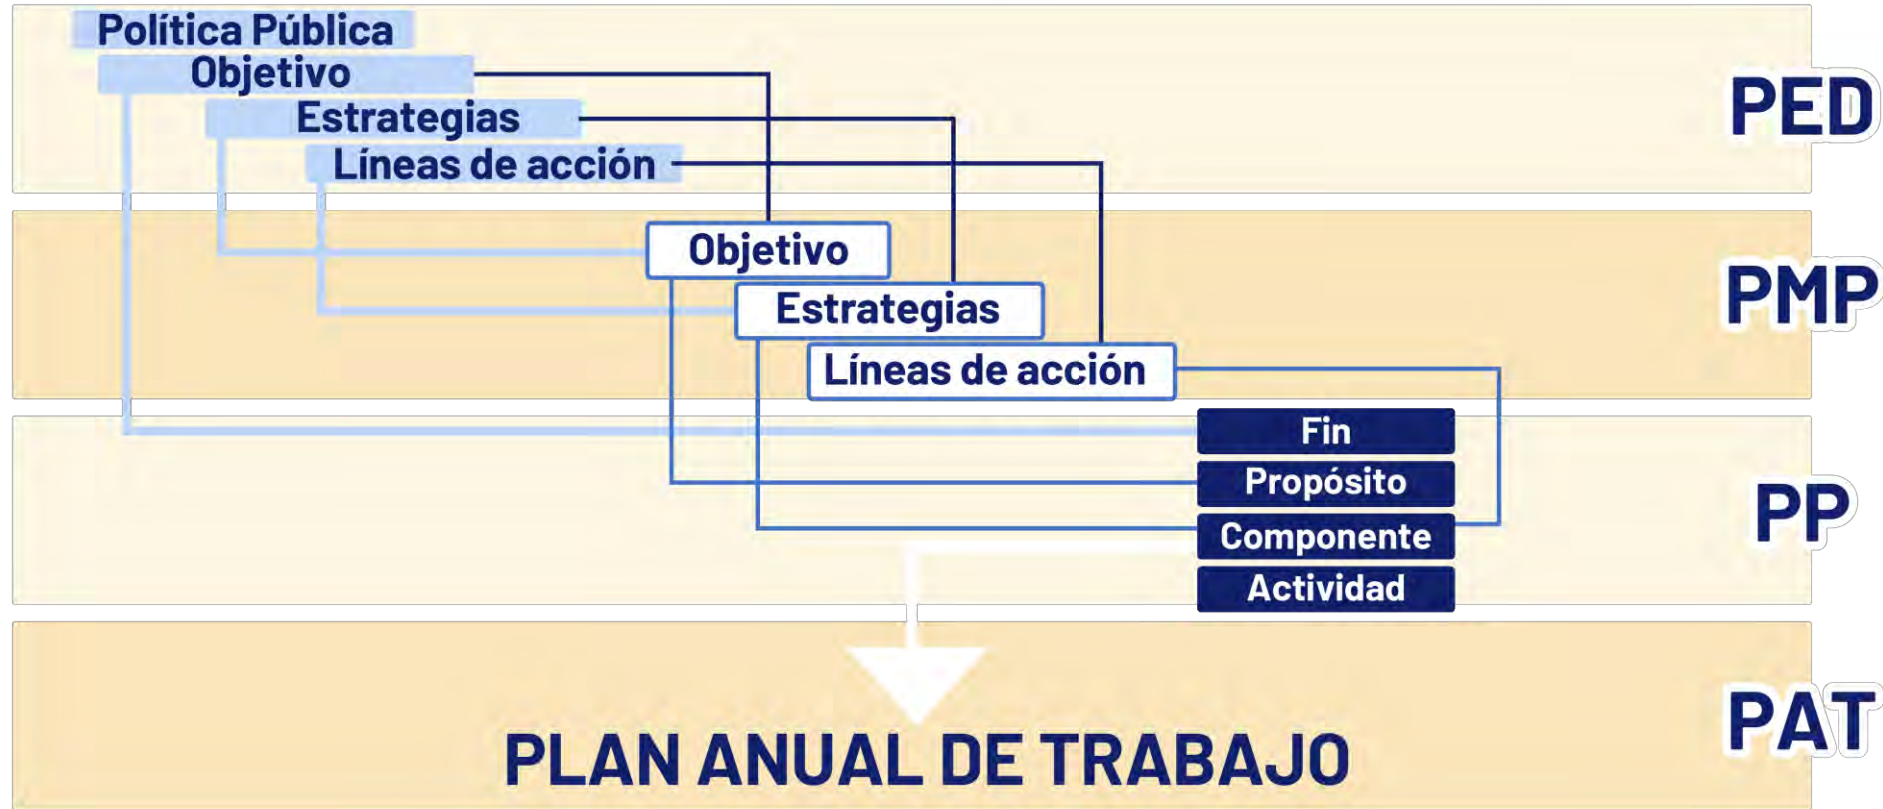 Política Pública
Objetivo
Estrategias
Líneas de acción
PED
Objetivo
Estrategias
Líneas de acción
PMP
Fin
Propósito
Componente
Actividad
PP
PLAN ANUAL DE TRABAJO
PAT